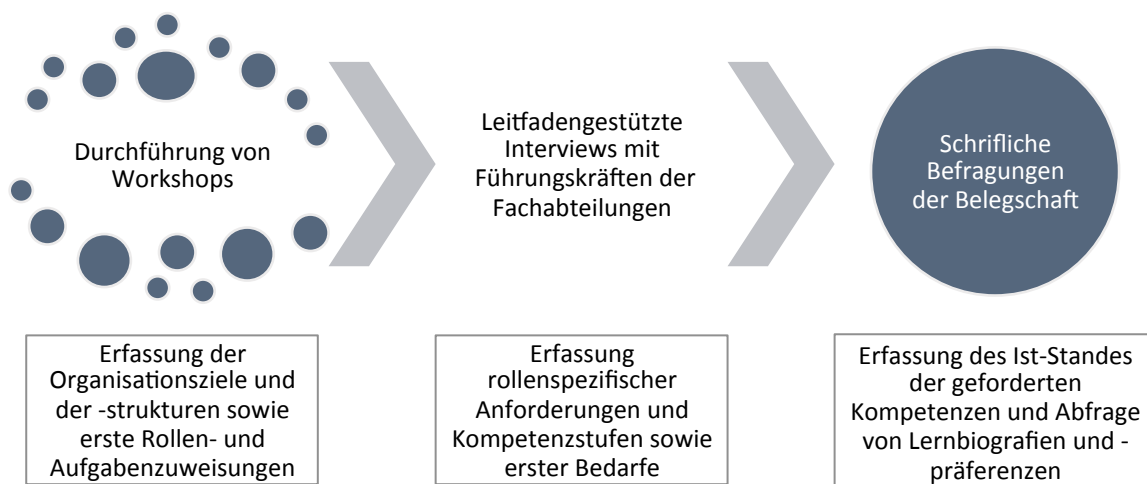 Durchführung von
Workshops
Leitfadengestützte
Interviews mit
Führungskräften der
Fachabteilungen
Schrifliche
Befragungen
der Belegschaft
Erfassung der
Organisationsziele und
der -strukturen sowie
erste Rollen- und
Aufgabenzuweisungen
Erfassung
rollenspezifischer
Anforderungen und
Kompetenzstufen sowie
erster Bedarfe
Erfassung des Ist-Standes
der geforderten
Kompetenzen und Abfrage
von Lernbiografien und -
präferenzen